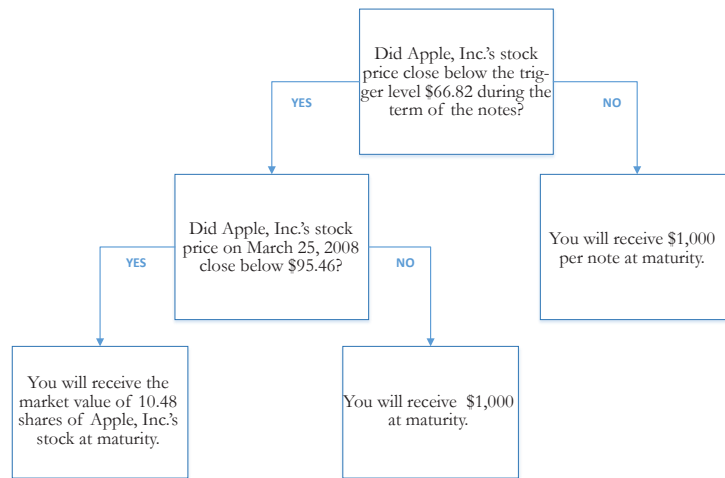 Did Apple, Inc.'s stock
price close below the trig-
ger level $66.82 during the
term of the notes?
YES
NO
Did Apple, Inc.'s stock
price on March 25, 2008
close below $95.46?
You will receive $1,000
per note at maturity.
YES
NO
You will receive the
market value of 10.48
shares of Apple, Inc.'s
stock at maturity.
You will receive $1,000
at maturity.